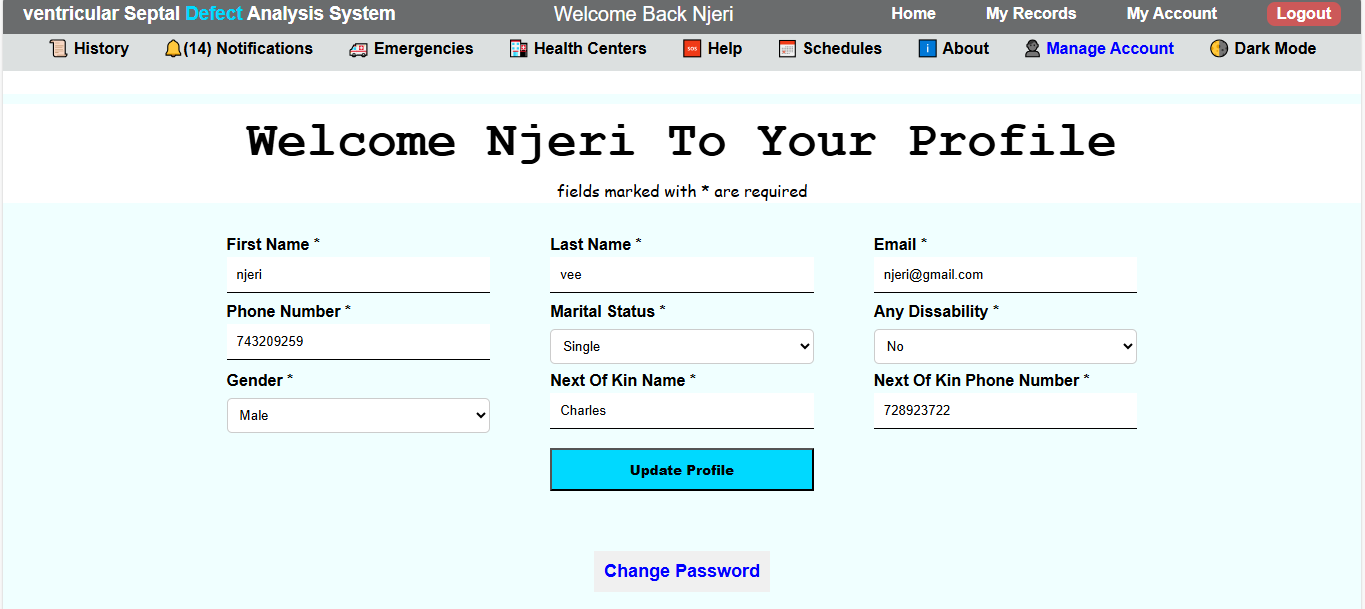 ventricular Septal Defect Analysis System Welcome Back Njeri Home My Records My Account Logout
History (14) Notifications Emergencies Health Centers SOS Help Schedules i About Manage Account Dark Mode
Welcome Njeri To Your Profile
fields marked with * are required
First Name * Last Name * Email *
njeri vee njeri@gmail.com
Phone Number * Marital Status * Any Dissability *
743209259 Single No
Gender * Next Of Kin Name * Next Of Kin Phone Number *
Male Charles 728923722
Update Profile
Change Password